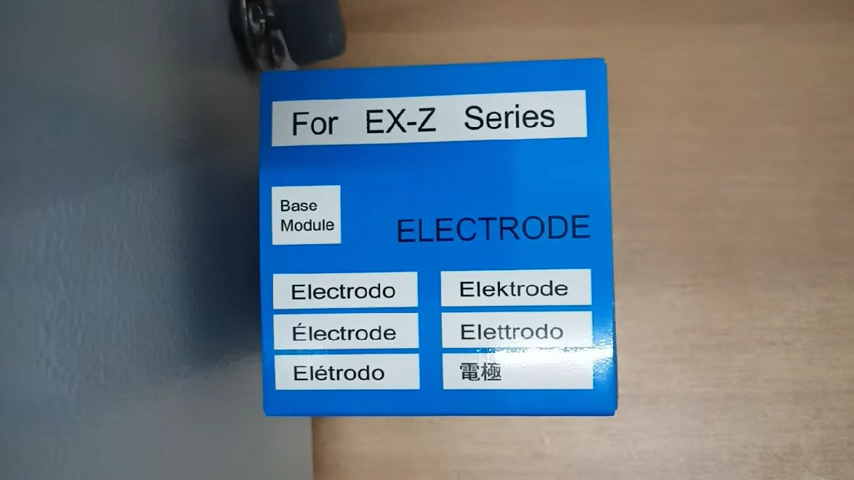 For EX-Z Series
Base
Module
ELECTRODE
Electrodo
Elektrode
Électrode
Elettrodo
Elétrodo
電極